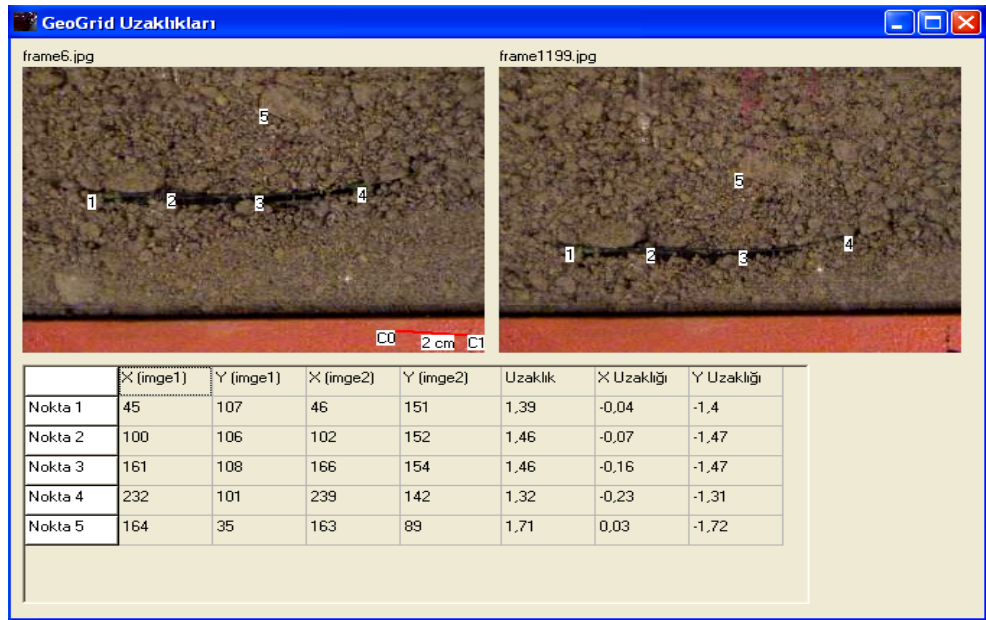 GeoGrid Uzaklıkları
frame6.jpg frame1199.jpg
5
1 2 3 4
C0 2 cm C1
5
1 2 3 4
X (imge1) Y (imge1) X (imge2) Y (imge2) Uzaklık X Uzaklığı Y Uzaklığı
Nokta 1 45 107 46 151 1,39 -0,04 -1,4
Nokta 2 100 106 102 152 1,46 -0,07 -1,47
Nokta 3 161 108 166 154 1,46 -0,16 -1,47
Nokta 4 232 101 239 142 1,32 -0,23 -1,31
Nokta 5 164 35 163 89 1,71 0,03 -1,72